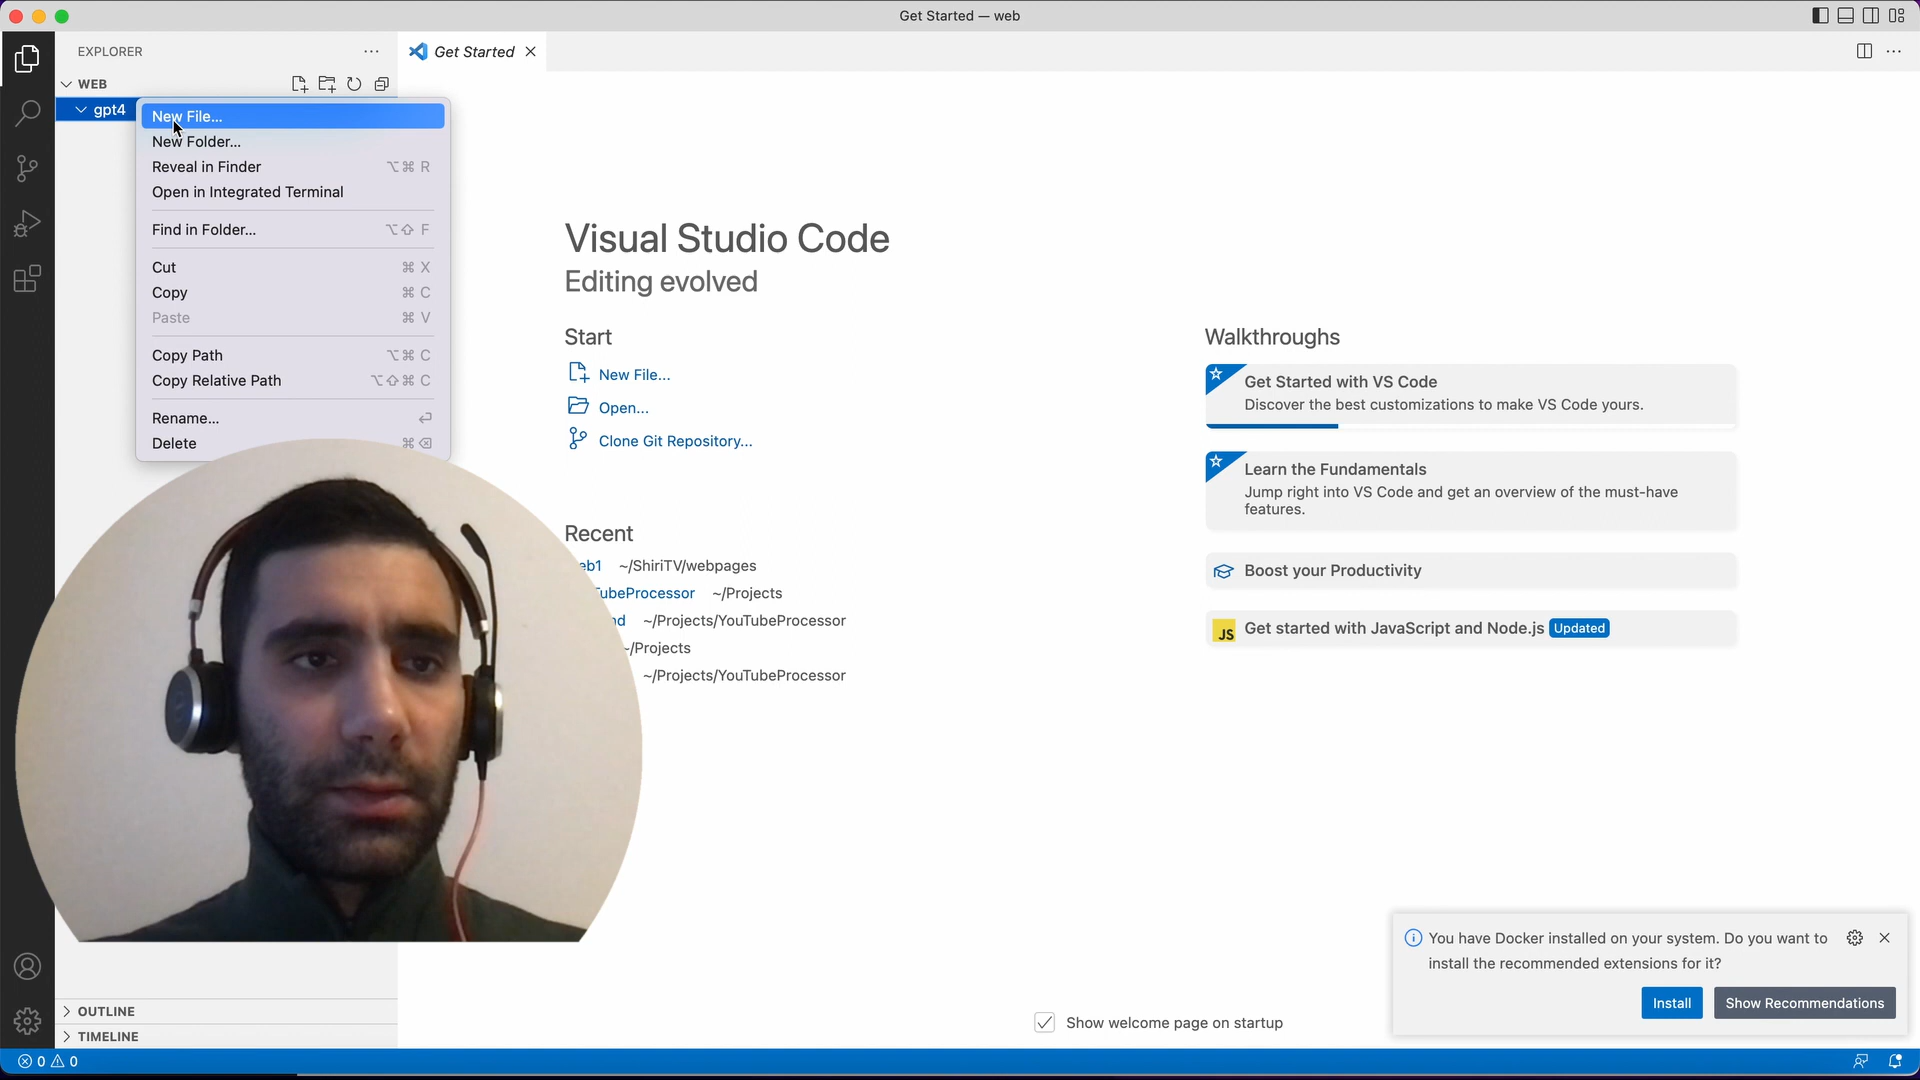 Get Started — web
EXPLORER
Get Started
WEB
gpt4
New File...
New Folder...
Reveal in Finder ⌥⌘ R
Open in Integrated Terminal
Find in Folder... ⌥⇧ F
Cut ⌘ X
Copy ⌘ C
Paste ⌘ V
Copy Path ⌥⌘ C
Copy Relative Path ⌥⇧⌘ C
Rename... ⏎
Delete ⌘⌫
Visual Studio Code
Editing evolved
Start
New File...
Open...
Clone Git Repository...
Recent
eb1 ~/ShiriTV/webpages
TubeProcessor ~/Projects
nd ~/Projects/YouTubeProcessor
~/Projects
~/Projects/YouTubeProcessor
Walkthroughs
Get Started with VS Code
Discover the best customizations to make VS Code yours.
Learn the Fundamentals
Jump right into VS Code and get an overview of the must-have
features.
Boost your Productivity
JS Get started with JavaScript and Node.js Updated
You have Docker installed on your system. Do you want to
install the recommended extensions for it?
Install Show Recommendations
Show welcome page on startup
OUTLINE
TIMELINE
0 0